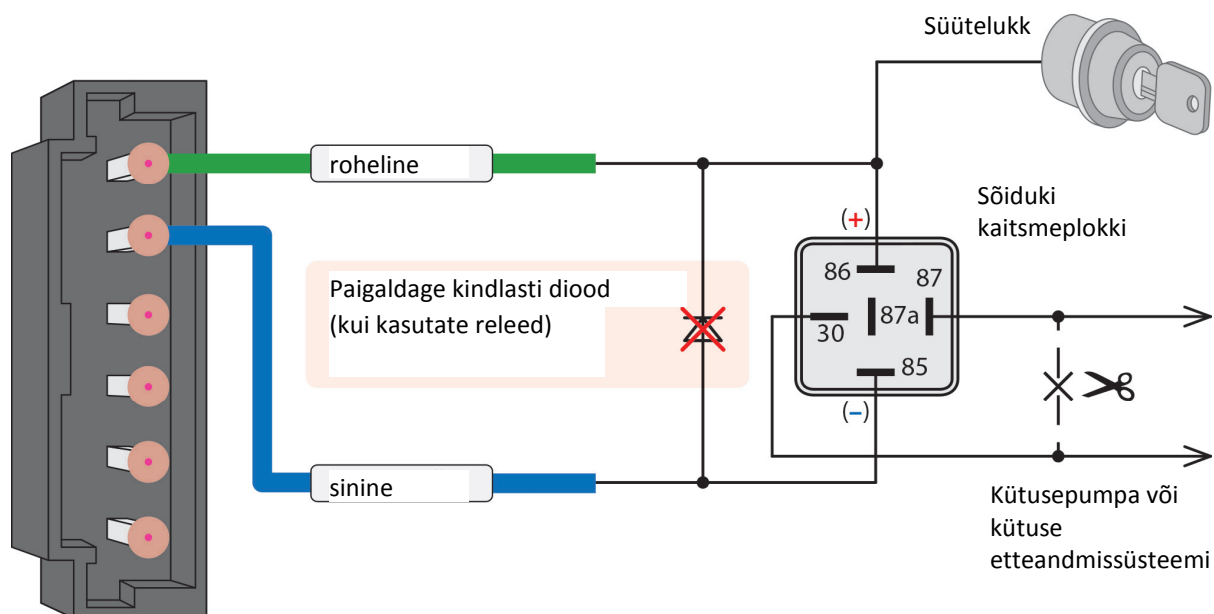 Süütelukk
roheline
Sõiduki
kaitsmeplokki
(+)
86
87
Paigaldage kindlasti diood
(kui kasutate releed)
87a
30
85
(–)
sinine
Kütusepumpa või
kütuse
etteandmissüsteemi